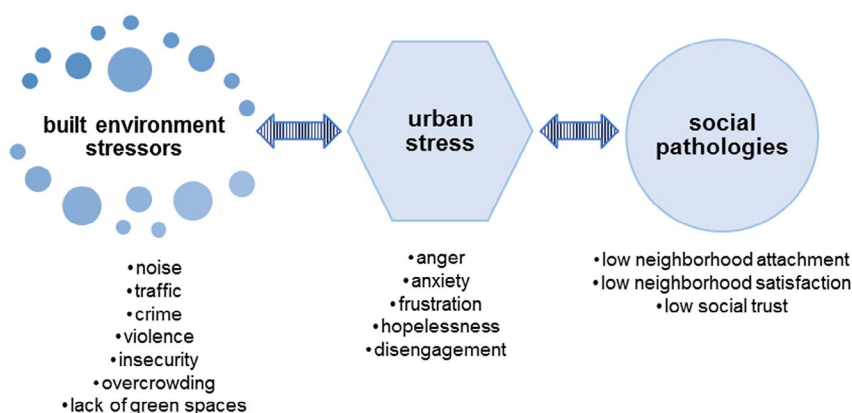 built environment
stressors
urban
stress
social
pathologies
•noise
•traffic
•crime
•violence
•insecurity
•overcrowding
•lack of green spaces
•anger
•anxiety
•frustration
•hopelessness
•disengagement
•low neighborhood attachment
•low neighborhood satisfaction
•low social trust